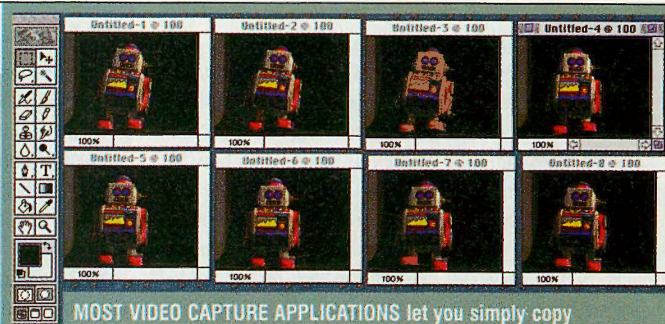 Untitled-1 @ 100
Untitled-2 @ 100
Untitled-3 @ 100
Untitled-4 @ 100
100%
100%
100%
100%
Untitled-5 @ 100
Untitled-6 @ 100
Untitled-7 @ 100
Untitled-8 @ 100
100%
100%
100%
100%
T
MOST VIDEO CAPTURE APPLICATIONS let you simply copy